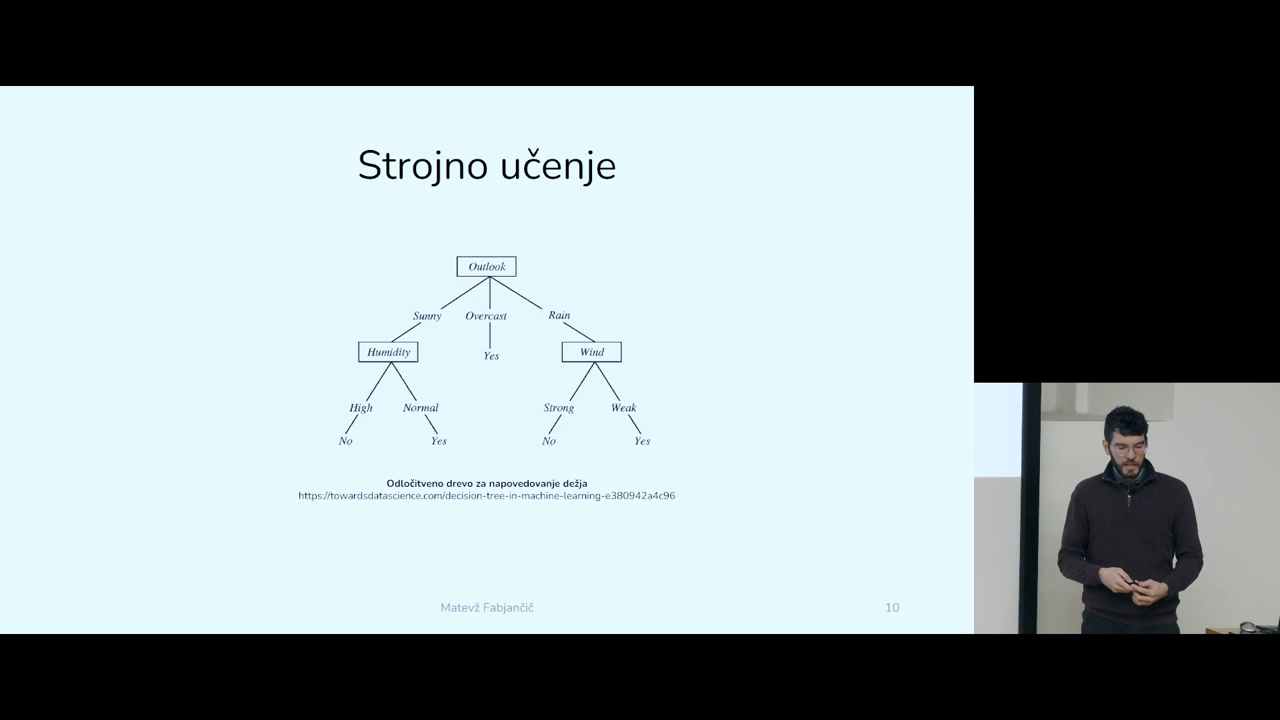 Strojno učenje
Outlook
Sunny Overcast Rain
Humidity Yes Wind
High Normal Strong Weak
No Yes No Yes
Odločitveno drevo za napovedovanje dežja
https://towardsdatascience.com/decision-tree-in-machine-learning-e380942a4c96
Matevž Fabjančič 10